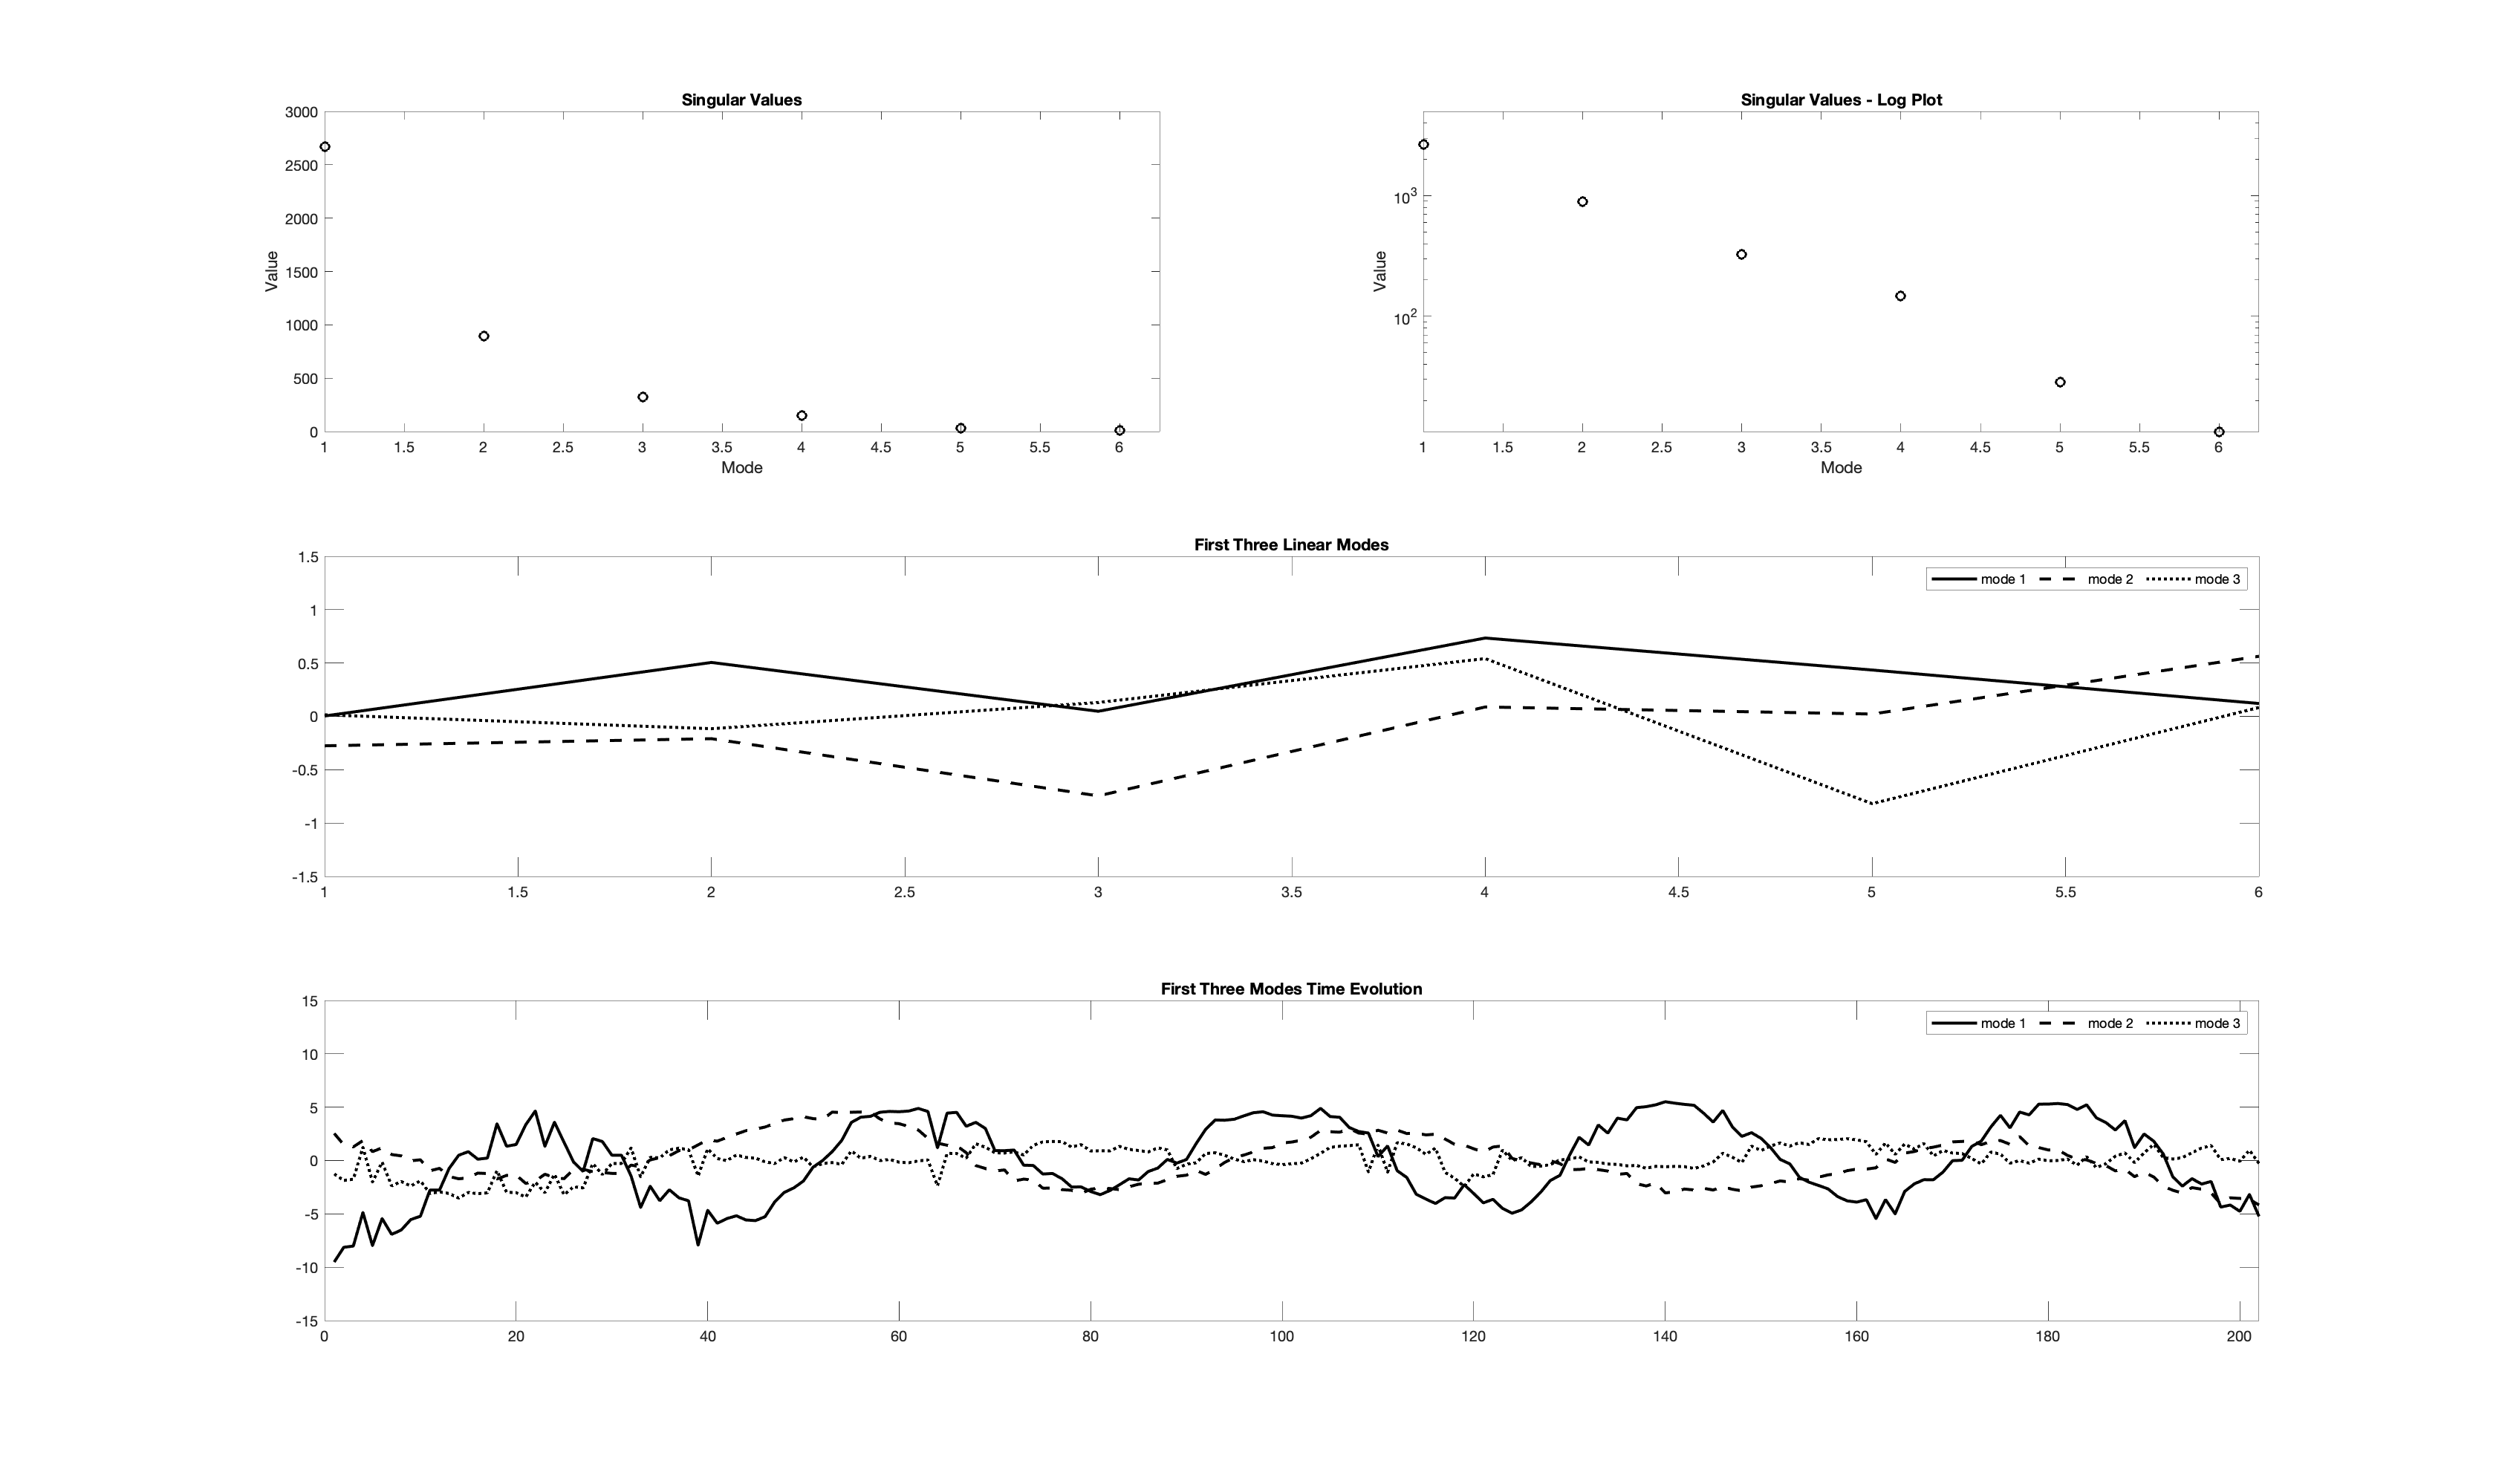 Singular Values
3000
2500
2000
1500
1000
500
0
Value
1 1.5 2 2.5 3 3.5 4 4.5 5 5.5 6
Mode
Singular Values - Log Plot
10^3
10^2
Value
1 1.5 2 2.5 3 3.5 4 4.5 5 5.5 6
Mode
First Three Linear Modes
1.5
1
0.5
0
-0.5
-1
-1.5
mode 1 mode 2 mode 3
1 1.5 2 2.5 3 3.5 4 4.5 5 5.5 6
First Three Modes Time Evolution
15
10
5
0
-5
-10
-15
mode 1 mode 2 mode 3
0 20 40 60 80 100 120 140 160 180 200